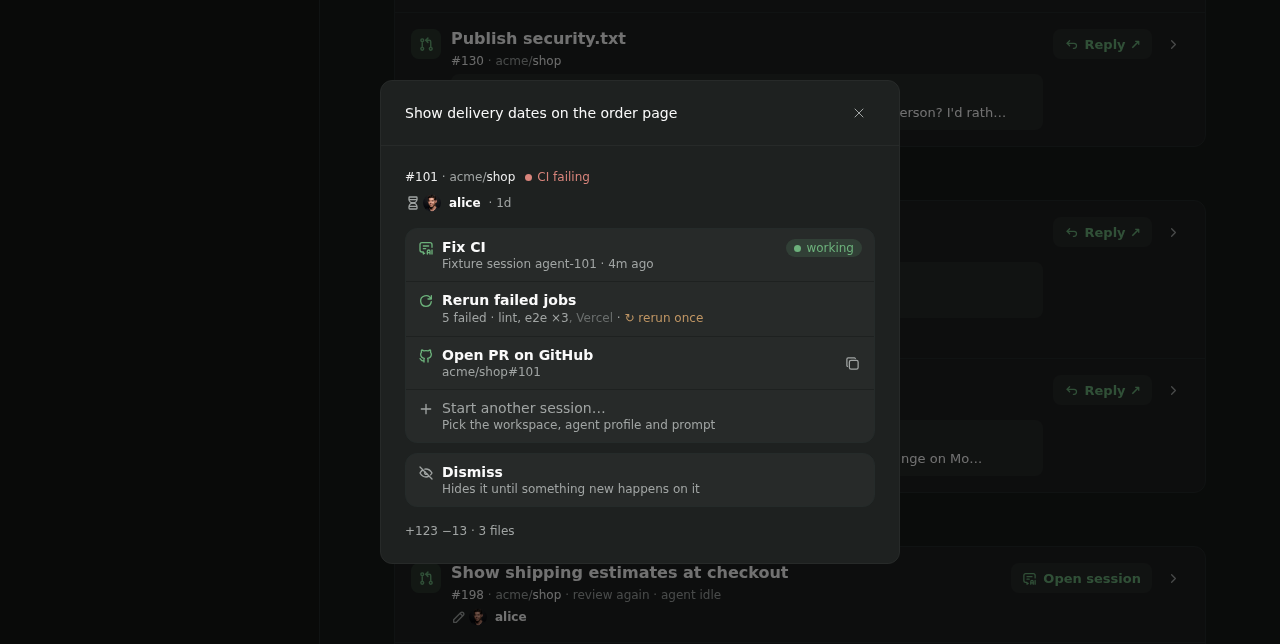 Publish security.txt
Reply ↗
#130 · acme/shop
erson? I'd rath…
Show delivery dates on the order page
#101 · acme/shop CI failing
alice · 1d
Reply ↗
Fix CI
working
Fixture session agent-101 · 4m ago
Rerun failed jobs
5 failed · lint, e2e ×3, Vercel · ↻ rerun once
Open PR on GitHub
acme/shop#101
Reply ↗
Start another session…
Pick the workspace, agent profile and prompt
nge on Mo…
Dismiss
Hides it until something new happens on it
+123 −13 · 3 files
Show shipping estimates at checkout
Open session
#198 · acme/shop · review again · agent idle
alice